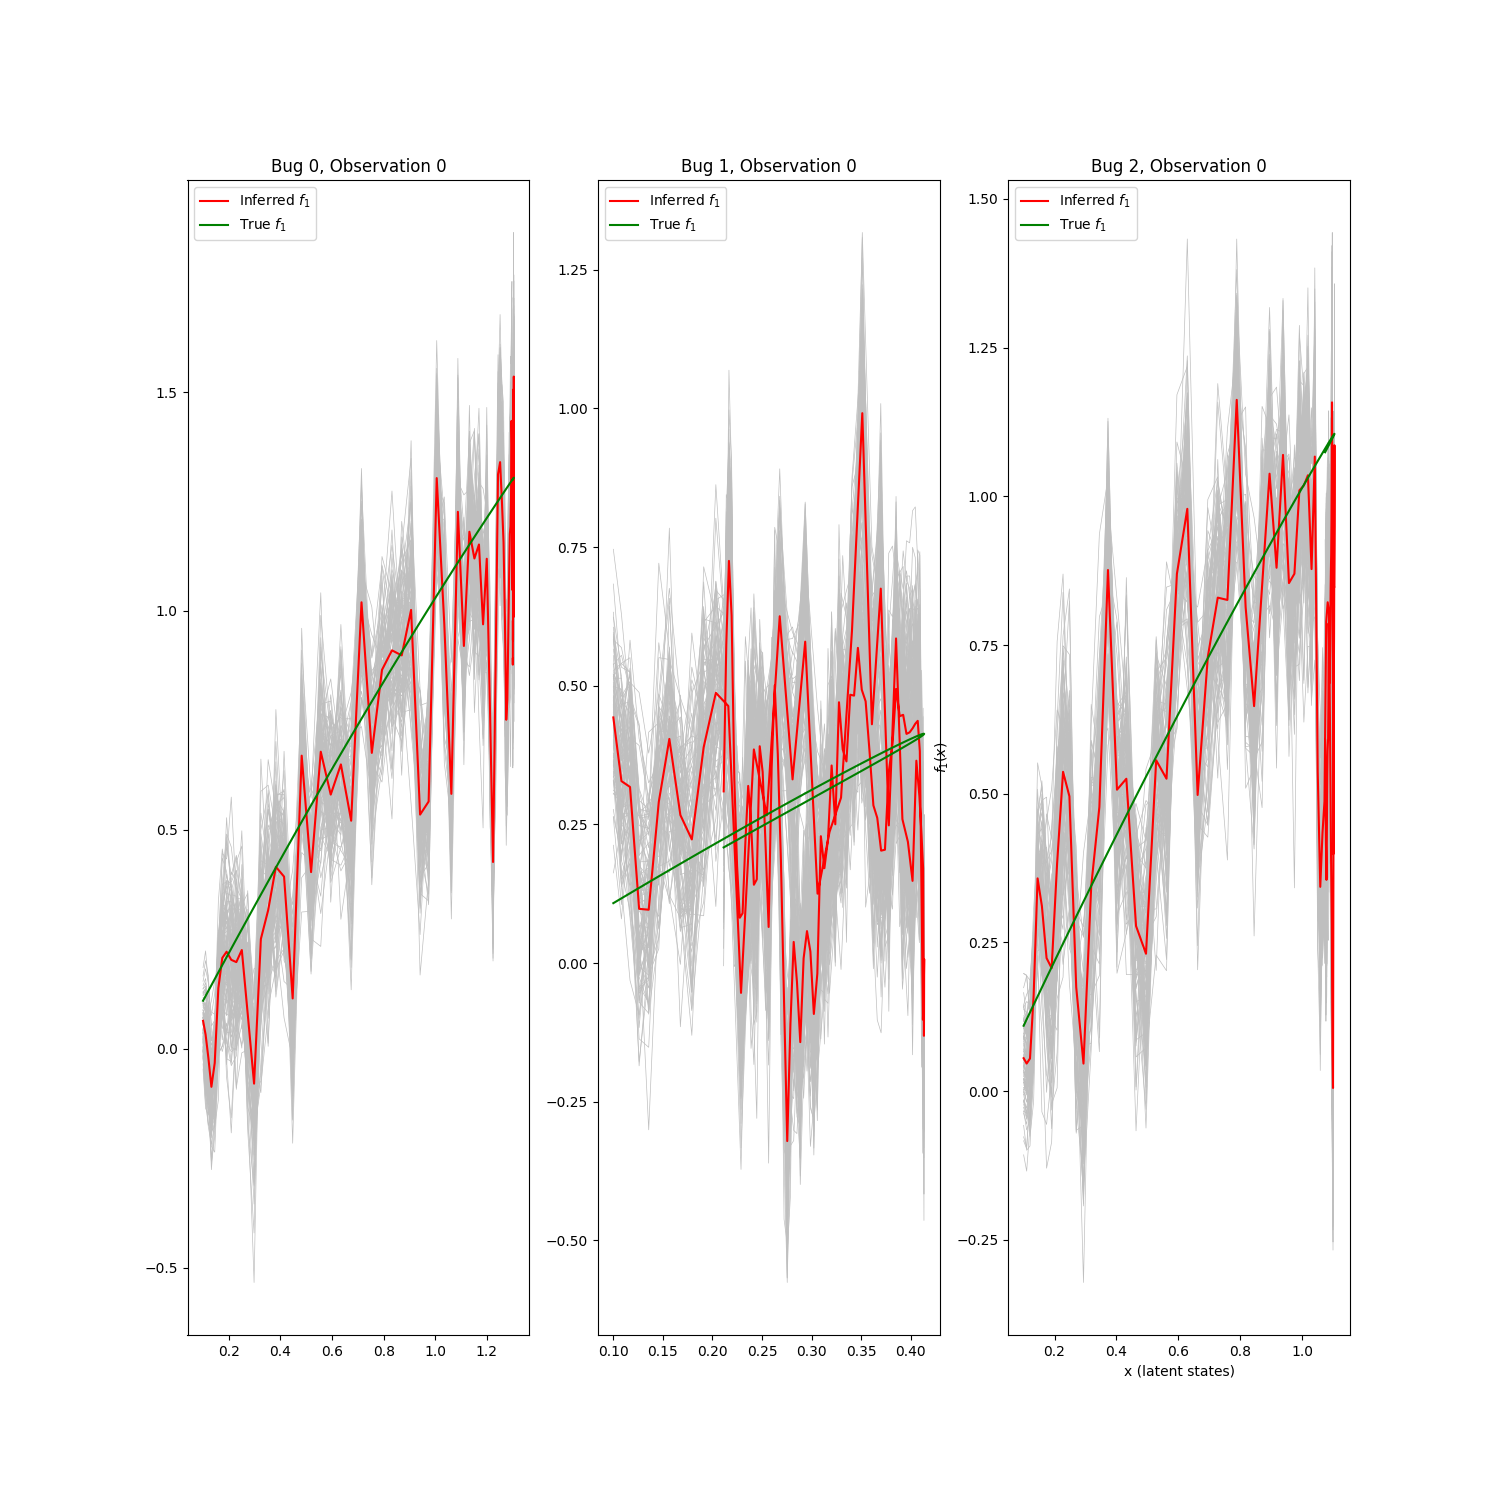 Bug 0, Observation 0
Inferred f₁
True f₁
1.5
1.0
0.5
0.0
−0.5
0.2 0.4 0.6 0.8 1.0 1.2
Bug 1, Observation 0
Inferred f₁
True f₁
1.25
1.00
0.75
0.50
0.25
0.00
−0.25
−0.50
0.10 0.15 0.20 0.25 0.30 0.35 0.40
f₁(x)
Bug 2, Observation 0
Inferred f₁
True f₁
1.50
1.25
1.00
0.75
0.50
0.25
0.00
−0.25
0.2 0.4 0.6 0.8 1.0
x (latent states)